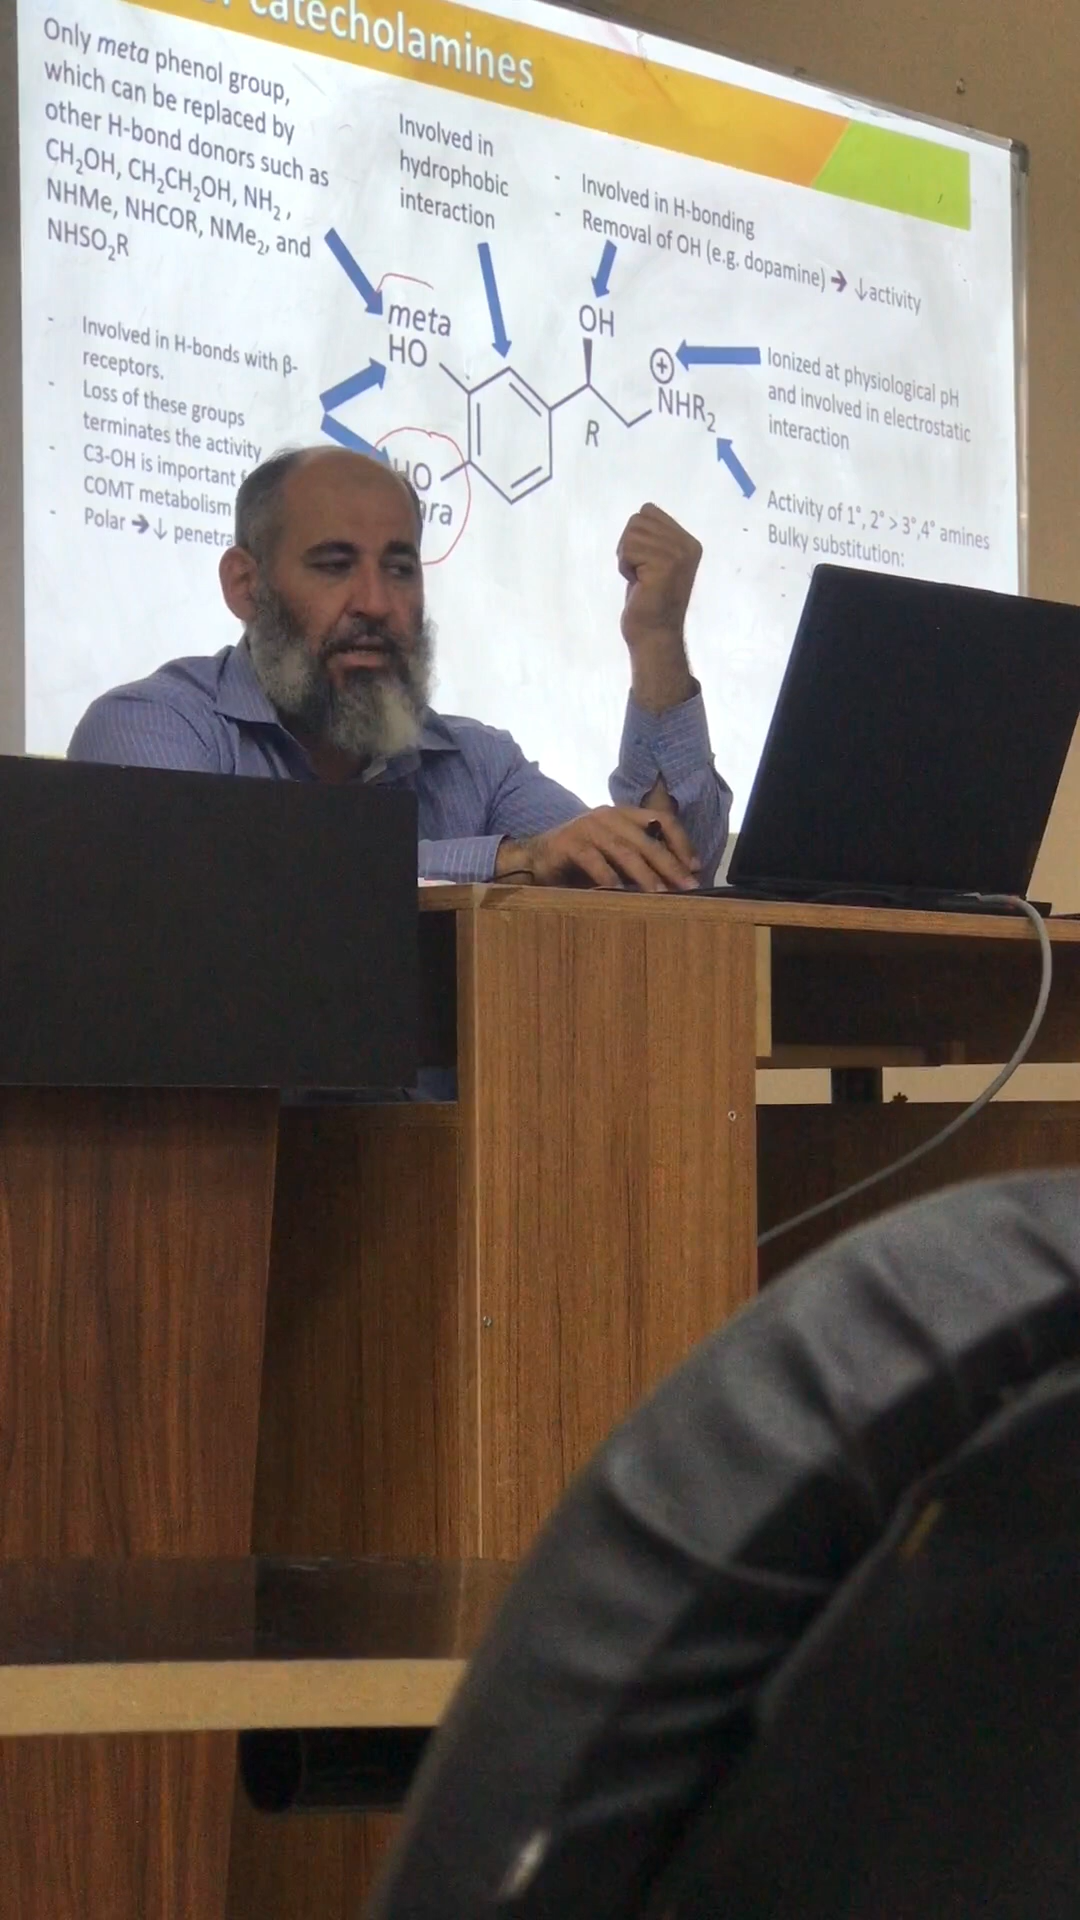 catecholamines
Only meta phenol group,
which can be replaced by
other H-bond donors such as
CH₂OH, CH₂CH₂OH, NH₂ ,
NHMe, NHCOR, NMe₂, and
NHSO₂R
Involved in
hydrophobic
interaction
- Involved in H-bonding
- Removal of OH (e.g. dopamine) ➔ ↓activity
- Involved in H-bonds with β-
receptors.
- Loss of these groups
terminates the activity
- C3-OH is important
COMT metabolism
- Polar ➔ ↓ penetra
meta
HO
HO
ara
OH
R
⊕
NHR₂
Ionized at physiological pH
and involved in electrostatic
interaction
- Activity of 1°, 2° > 3°,4° amines
- Bulky substitution: